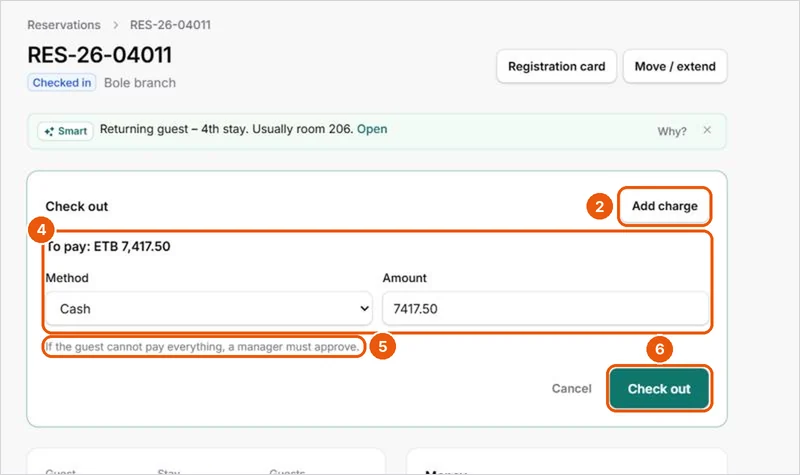 Reservations > RES-26-04011
RES-26-04011
Checked in Bole branch
Registration card Move / extend
Smart Returning guest – 4th stay. Usually room 206. Open Why? ×
Check out
2 Add charge
4
To pay: ETB 7,417.50
Method Amount
Cash 7417.50
If the guest cannot pay everything, a manager must approve. 5
6
Cancel Check out
Guest Stay Guests Money